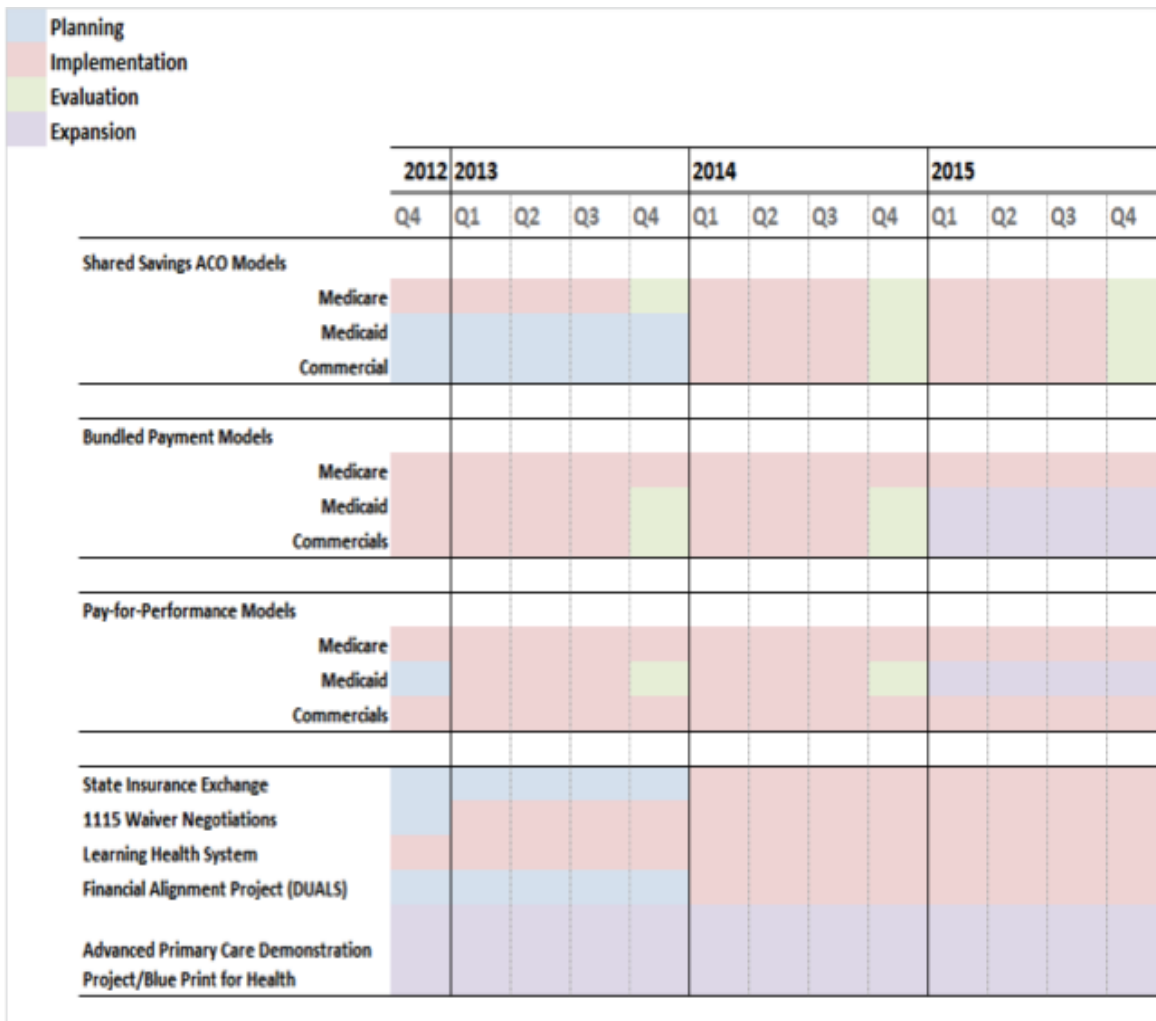 Planning
Implementation
Evaluation
Expansion
2012 2013 2014 2015
Q4 Q1 Q2 Q3 Q4 Q1 Q2 Q3 Q4 Q1 Q2 Q3 Q4
Shared Savings ACO Models
Medicare
Medicaid
Commercial
Bundled Payment Models
Medicare
Medicaid
Commercials
Pay-for-Performance Models
Medicare
Medicaid
Commercials
State Insurance Exchange
1115 Waiver Negotiations
Learning Health System
Financial Alignment Project (DUALS)
Advanced Primary Care Demonstration
Project/Blue Print for Health